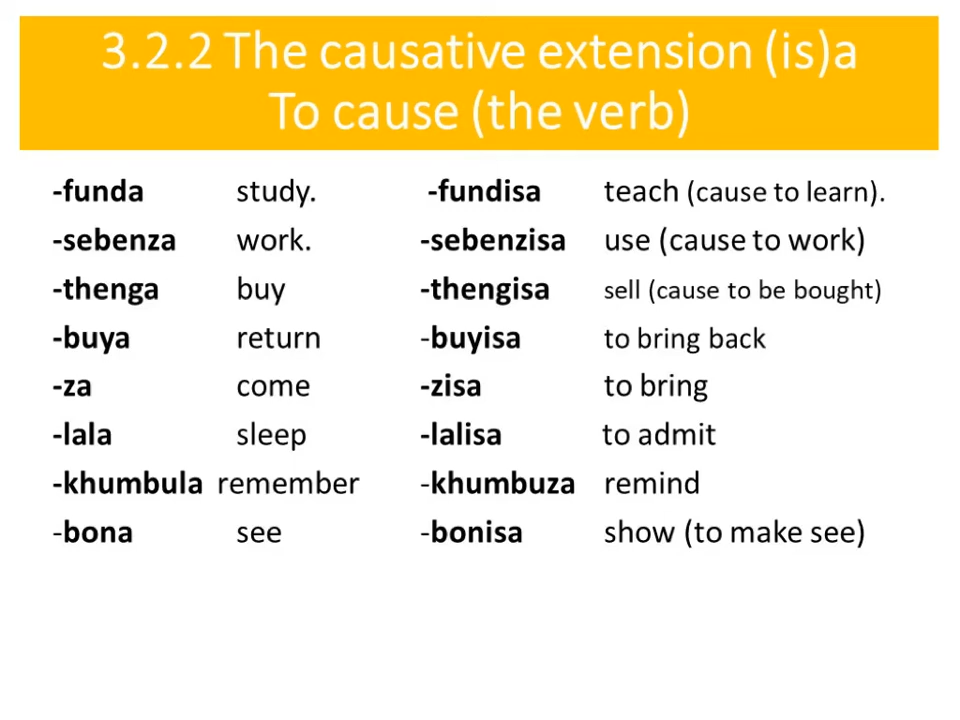 3.2.2 The causative extension (is)a
To cause (the verb)
-funda study. -fundisa teach (cause to learn).
-sebenza work. -sebenzisa use (cause to work)
-thenga buy -thengisa sell (cause to be bought)
-buya return -buyisa to bring back
-za come -zisa to bring
-lala sleep -lalisa to admit
-khumbula remember -khumbuza remind
-bona see -bonisa show (to make see)